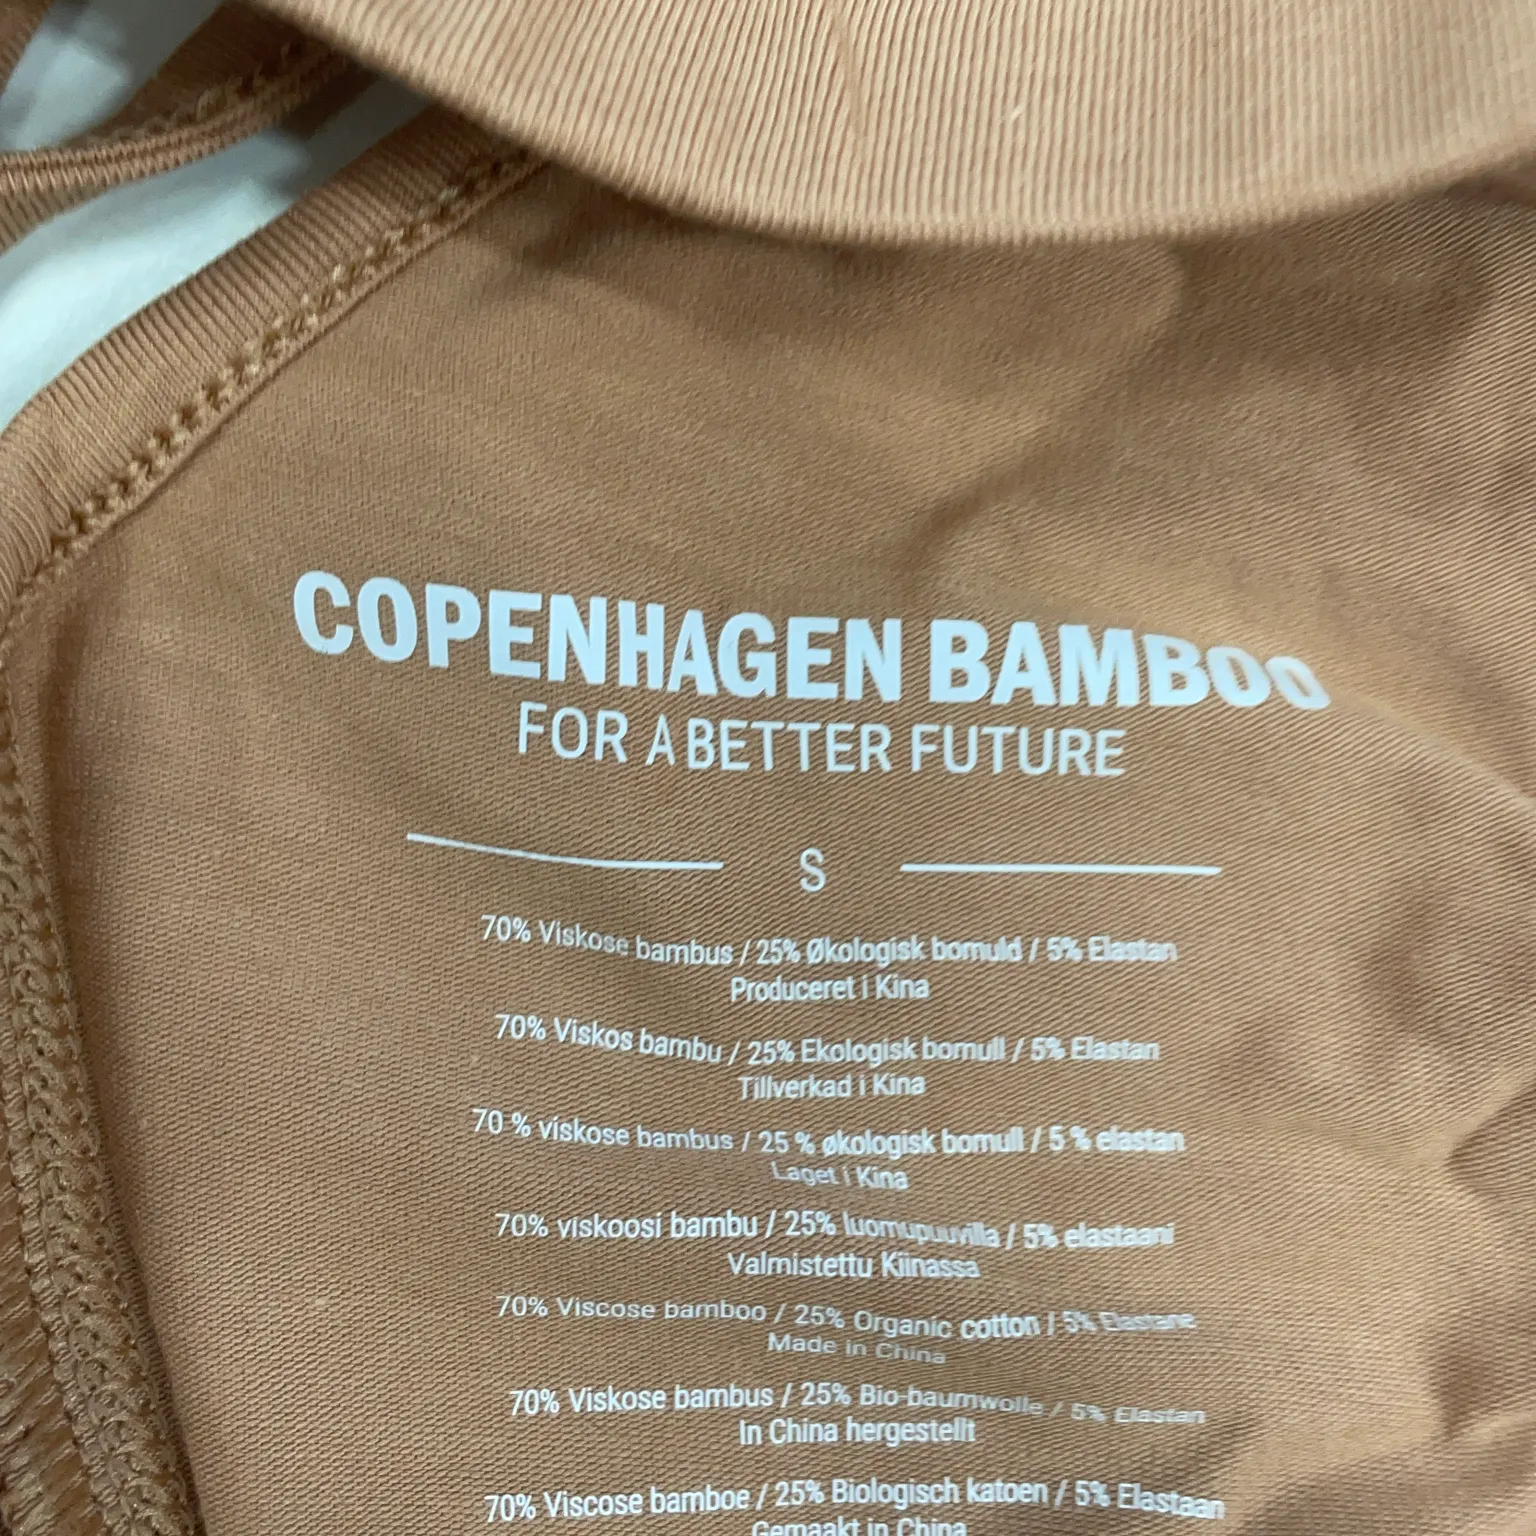 COPENHAGEN BAMBOO
FOR A BETTER FUTURE
S
70% Viskose bambus / 25% Økologisk bomuld / 5% Elastan
Produceret i Kina
70% Viskos bambu / 25% Ekologisk bomull / 5% Elastan
Tillverkad i Kina
70 % viskose bambus / 25 % økologisk bomull / 5 % elastan
Laget i Kina
70% viskoosi bambu / 25% luomupuuvilla / 5% elastaani
Valmistettu Kiinassa
70% Viscose bamboo / 25% Organic cotton / 5% Elastane
Made in China
70% Viskose bambus / 25% Bio-baumwolle / 5% Elastan
In China hergestellt
70% Viscose bamboe / 25% Biologisch katoen / 5% Elastaan
Gemaakt in China